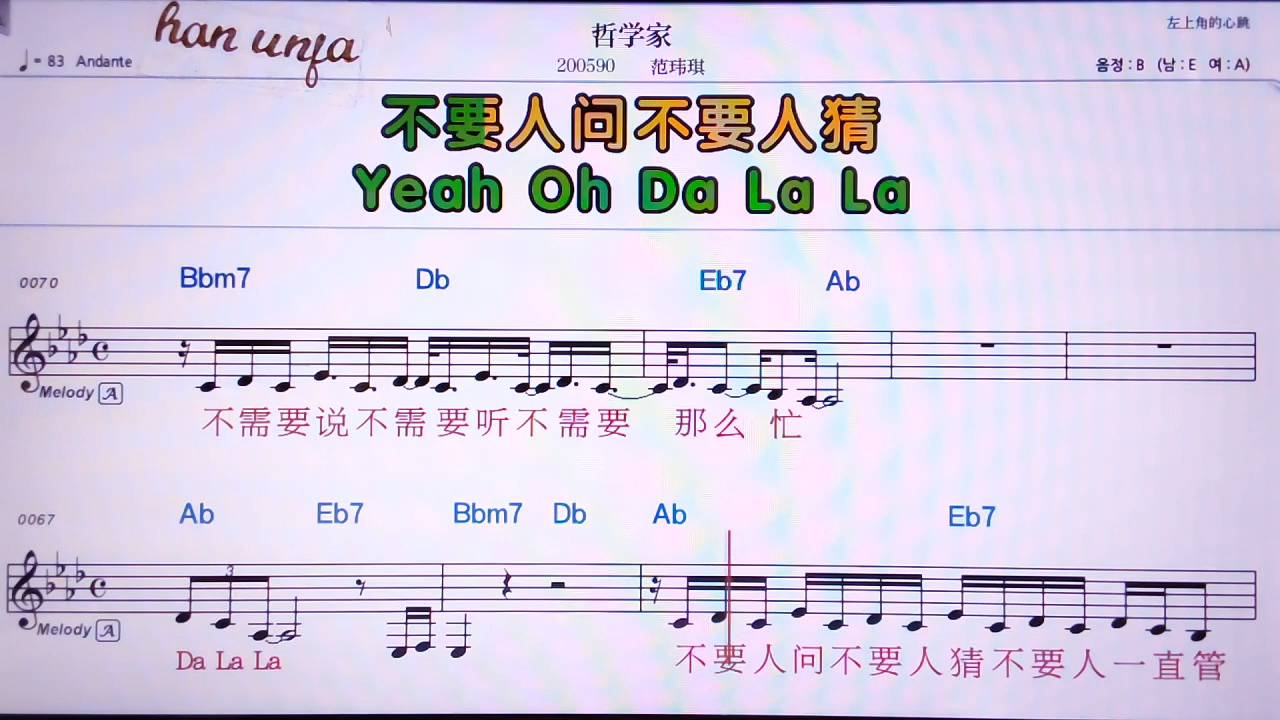 han unfa
哲学家
左上角的心跳
♩= 83 Andante
200590 范玮琪
음정 : B (남 : E 여 : A)
不要人问不要人猜
Yeah Oh Da La La
0070
Bbm7 Db Eb7 Ab
Melody A
不需要说不需要听不需要 那么 忙
0067
Ab Eb7 Bbm7 Db Ab Eb7
3
Melody A
Da La La 不要人问不要人猜不要人一直管